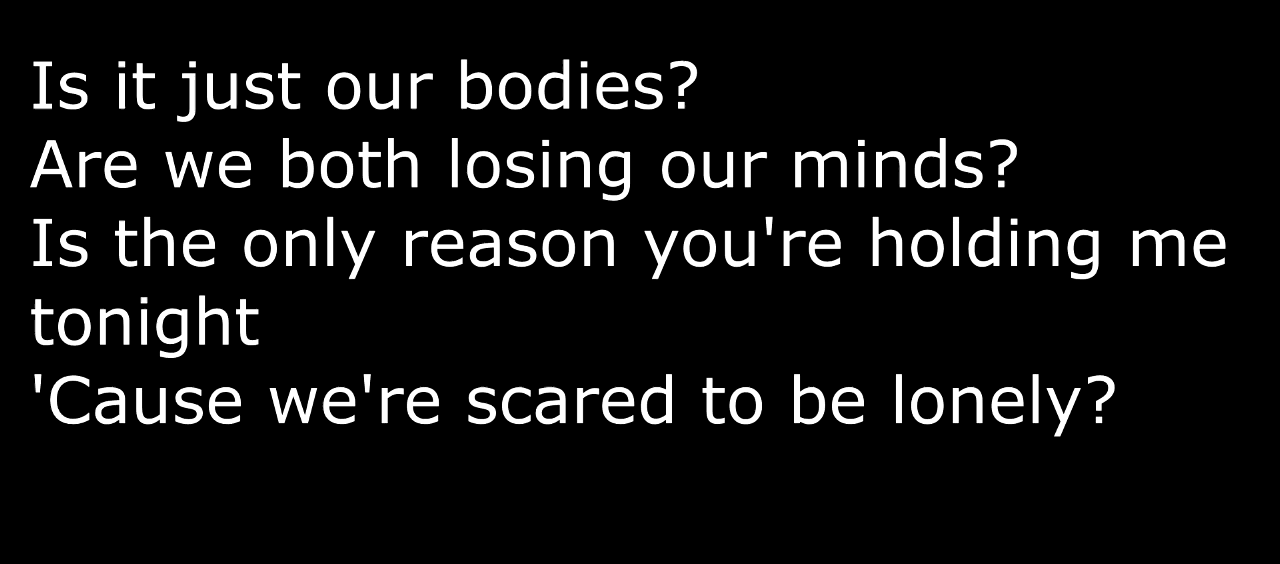 Is it just our bodies?
Are we both losing our minds?
Is the only reason you're holding me
tonight
'Cause we're scared to be lonely?